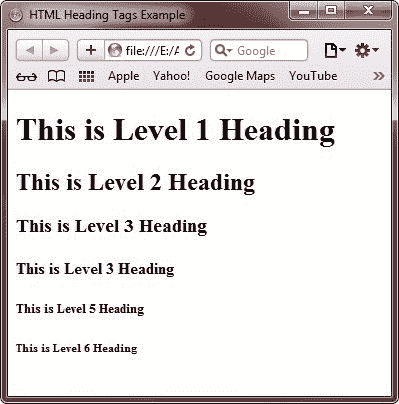 HTML Heading Tags Example
file:///E:/A
Google
Apple Yahoo! Google Maps YouTube
This is Level 1 Heading
This is Level 2 Heading
This is Level 3 Heading
This is Level 3 Heading
This is Level 5 Heading
This is Level 6 Heading